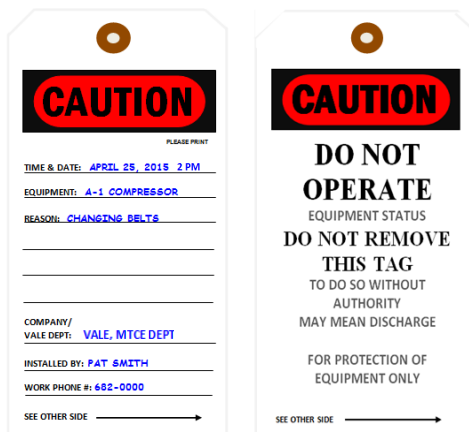 CAUTION
PLEASE PRINT
TIME & DATE: APRIL 25, 2015 2 PM
EQUIPMENT: A-1 COMPRESSOR
REASON: CHANGING BELTS
COMPANY/
VALE DEPT: VALE, MTCE DEPT
INSTALLED BY: PAT SMITH
WORK PHONE #: 682-0000
SEE OTHER SIDE
CAUTION
DO NOT
OPERATE
EQUIPMENT STATUS
DO NOT REMOVE
THIS TAG
TO DO SO WITHOUT
AUTHORITY
MAY MEAN DISCHARGE
FOR PROTECTION OF
EQUIPMENT ONLY
SEE OTHER SIDE